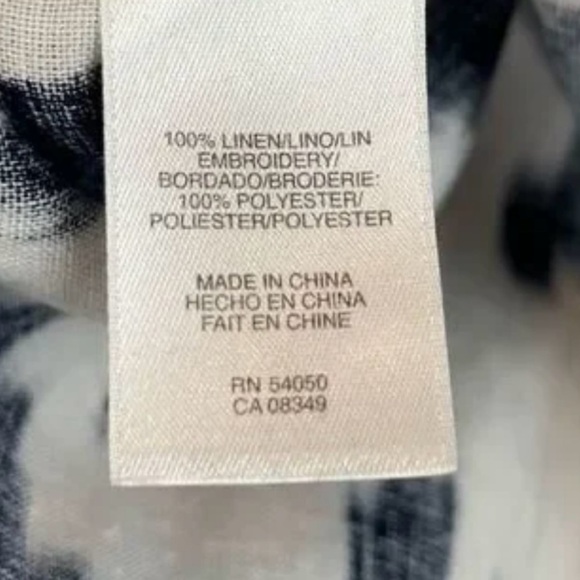 100% LINEN/LINO/LIN
EMBROIDERY/
BORDADO/BRODERIE:
100% POLYESTER/
POLIESTER/POLYESTER
MADE IN CHINA
HECHO EN CHINA
FAIT EN CHINE
RN 54050
CA 08349